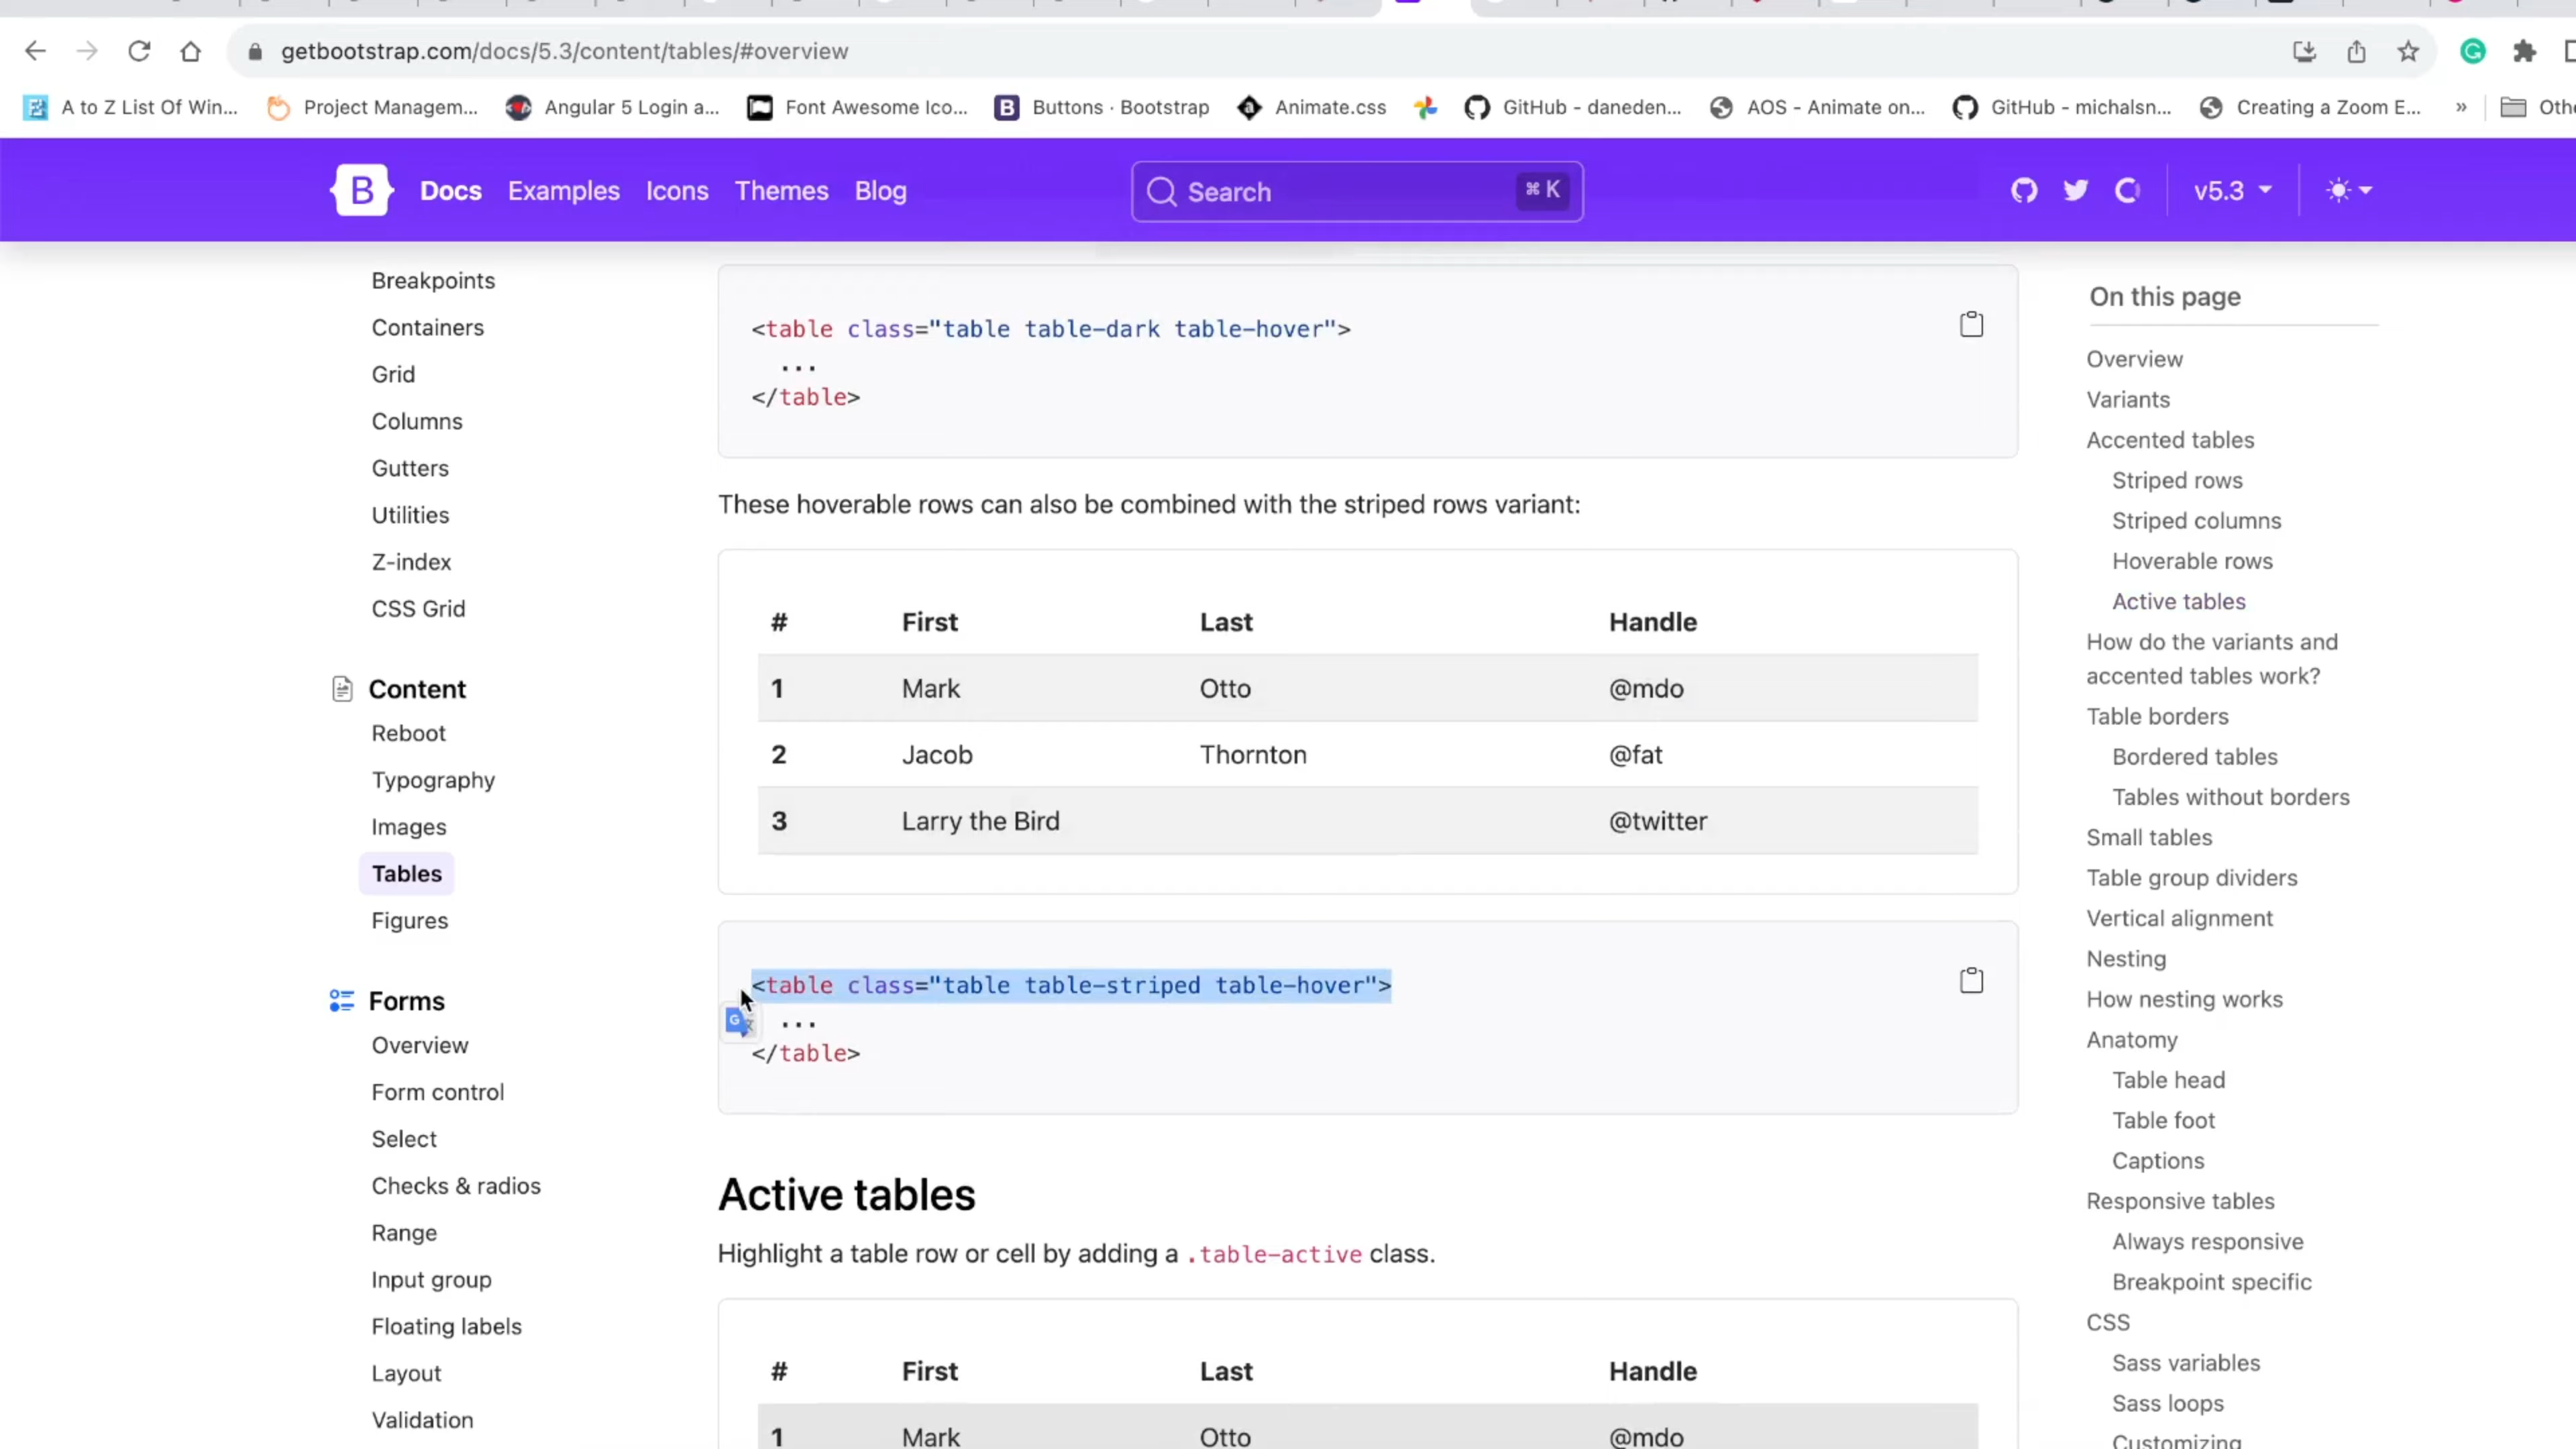 getbootstrap.com/docs/5.3/content/tables/#overview
A to Z List Of Win...
Project Managem...
Angular 5 Login a...
Font Awesome Ico...
Buttons · Bootstrap
Animate.css
GitHub - daneden...
AOS - Animate on...
GitHub - michalsn...
Creating a Zoom E...
»
B
Docs
Examples
Icons
Themes
Blog
Search
⌘ K
v5.3
Breakpoints
Containers
Grid
Columns
Gutters
Utilities
Z-index
CSS Grid
Content
Reboot
Typography
Images
Tables
Figures
Forms
Overview
Form control
Select
Checks & radios
Range
Input group
Floating labels
Layout
Validation
<table class="table table-dark table-hover">
...
</table>
These hoverable rows can also be combined with the striped rows variant:
# First Last Handle
1 Mark Otto @mdo
2 Jacob Thornton @fat
3 Larry the Bird @twitter
<table class="table table-striped table-hover">
...
</table>
Active tables
Highlight a table row or cell by adding a .table-active class.
# First Last Handle
1 Mark Otto @mdo
On this page
Overview
Variants
Accented tables
Striped rows
Striped columns
Hoverable rows
Active tables
How do the variants and
accented tables work?
Table borders
Bordered tables
Tables without borders
Small tables
Table group dividers
Vertical alignment
Nesting
How nesting works
Anatomy
Table head
Table foot
Captions
Responsive tables
Always responsive
Breakpoint specific
CSS
Sass variables
Sass loops
Customizing